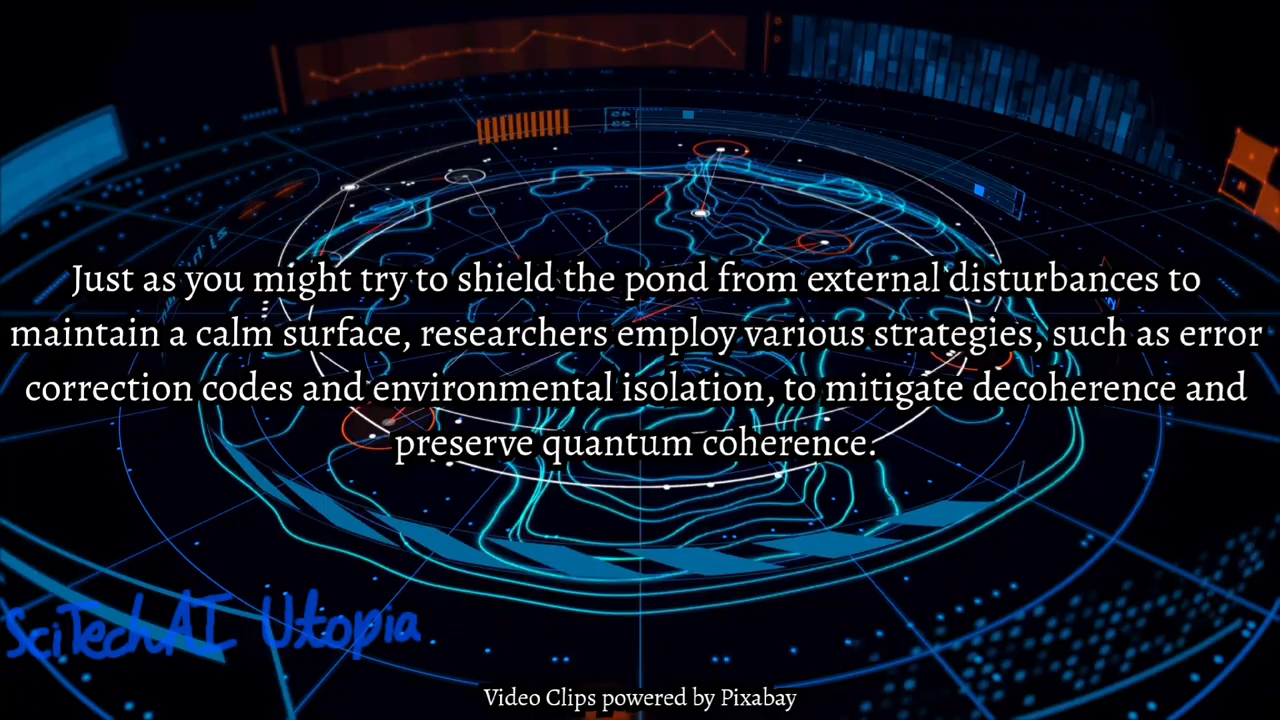 Just as you might try to shield the pond from external disturbances to
maintain a calm surface, researchers employ various strategies, such as error
correction codes and environmental isolation, to mitigate decoherence and
preserve quantum coherence.
SciTechAI Utopia
Video Clips powered by Pixabay